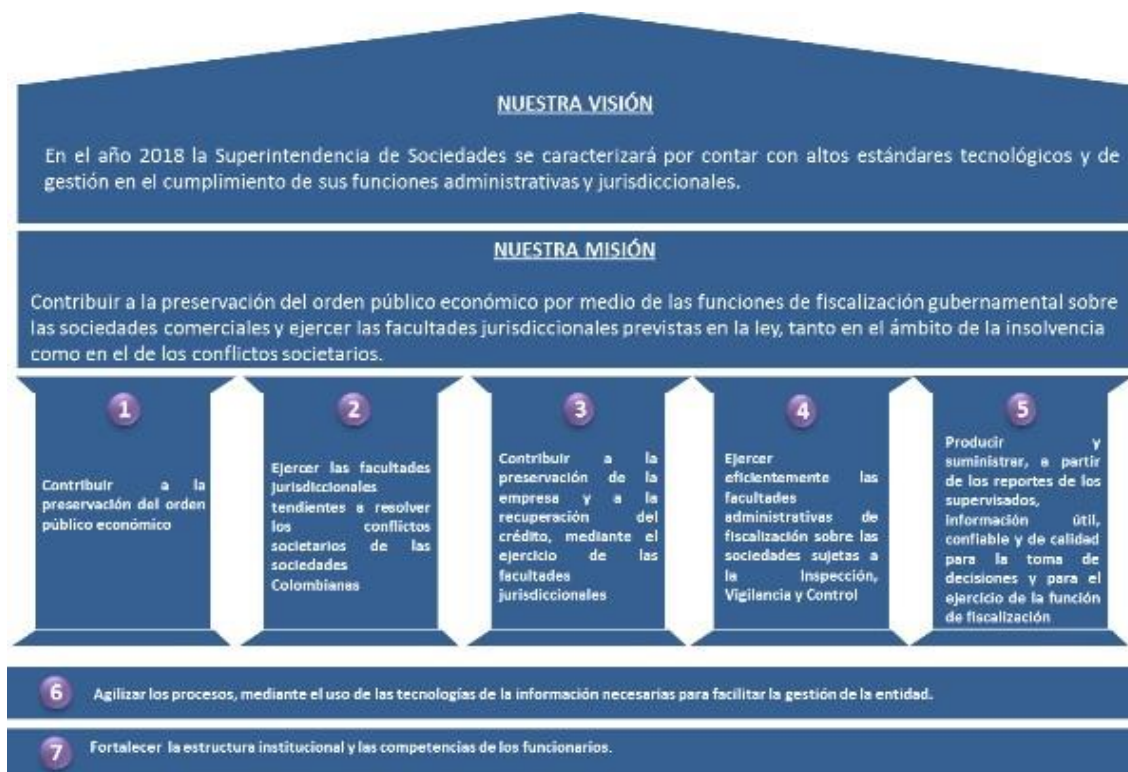 NUESTRA VISIÓN
En el año 2018 la Superintendencia de Sociedades se caracterizará por contar con altos estándares tecnológicos y de
gestión en el cumplimiento de sus funciones administrativas y jurisdiccionales.
NUESTRA MISIÓN
Contribuir a la preservación del orden público económico por medio de las funciones de fiscalización gubernamental sobre
las sociedades comerciales y ejercer las facultades jurisdiccionales previstas en la ley, tanto en el ámbito de la insolvencia
como en el de los conflictos societarios.
1
Contribuir a la
preservación del orden
público económico
2
Ejercer las facultades
jurisdiccionales
tendientes a resolver
los conflictos
societarios de las
sociedades
Colombianas
3
Contribuir a la
preservación de la
empresa y a la
recuperación del
crédito, mediante el
ejercicio de las
facultades
jurisdiccionales
4
Ejercer
eficientemente las
facultades
administrativas de
fiscalización sobre las
sociedades sujetas a
la Inspección,
Vigilancia y Control
5
Producir y
suministrar, a partir
de los reportes de los
supervisados,
información útil,
confiable y de calidad
para la toma de
decisiones y para el
ejercicio de la función
de fiscalización
6
Agilizar los procesos, mediante el uso de las tecnologías de la información necesarias para facilitar la gestión de la entidad.
7
Fortalecer la estructura institucional y las competencias de los funcionarios.